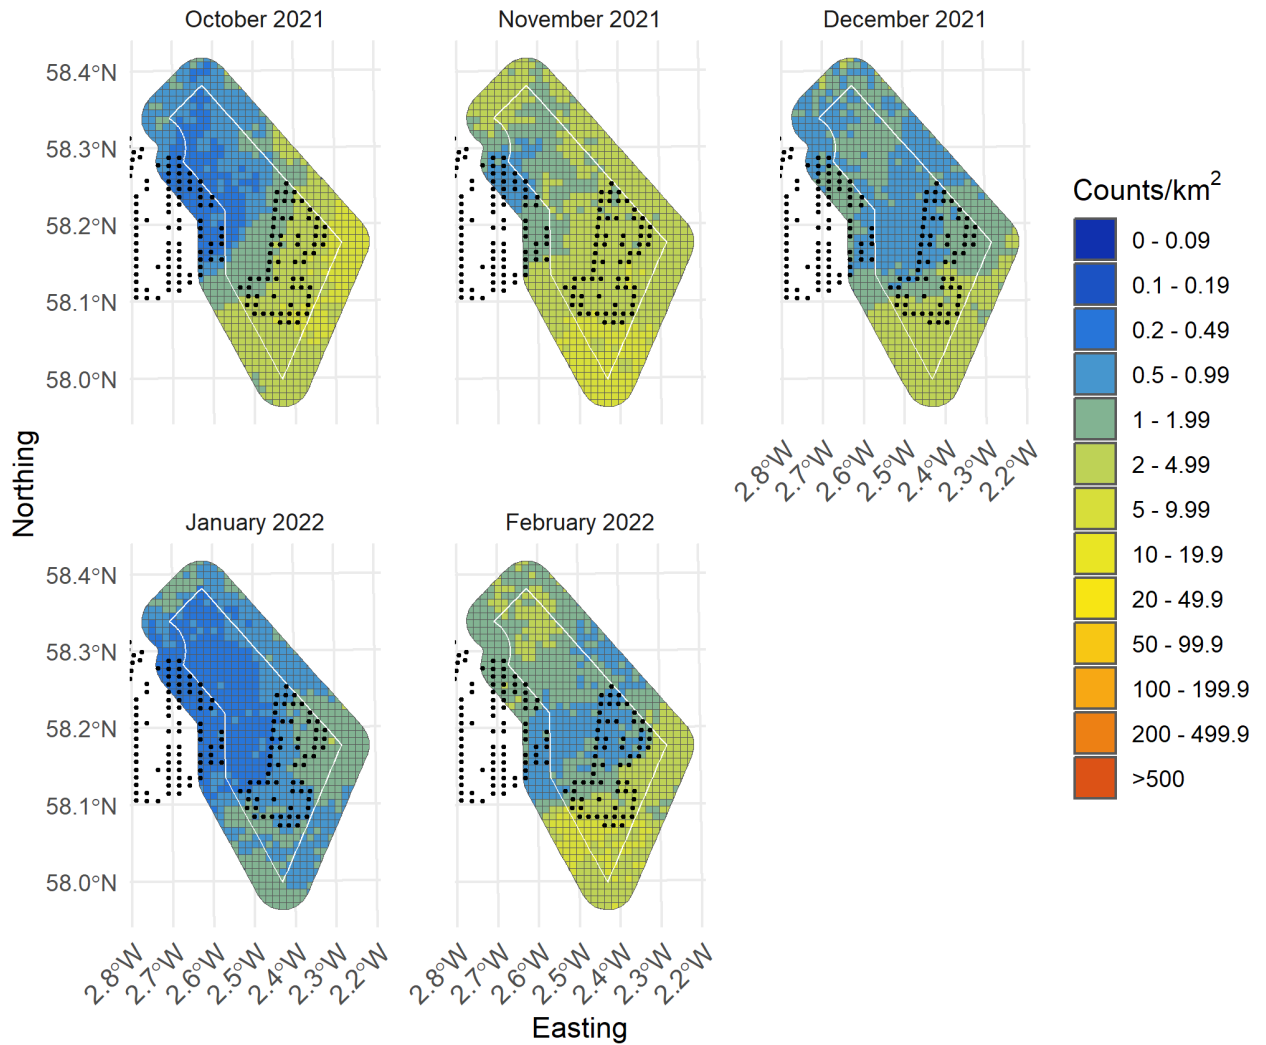 October 2021
November 2021
December 2021
58.4°N
58.3°N
58.2°N
58.1°N
58.0°N
2.8°W
2.7°W
2.6°W
2.5°W
2.4°W
2.3°W
2.2°W
Northing
January 2022
February 2022
58.4°N
58.3°N
58.2°N
58.1°N
58.0°N
2.8°W
2.7°W
2.6°W
2.5°W
2.4°W
2.3°W
2.2°W
2.8°W
2.7°W
2.6°W
2.5°W
2.4°W
2.3°W
2.2°W
Easting
Counts/km²
0 - 0.09
0.1 - 0.19
0.2 - 0.49
0.5 - 0.99
1 - 1.99
2 - 4.99
5 - 9.99
10 - 19.9
20 - 49.9
50 - 99.9
100 - 199.9
200 - 499.9
>500